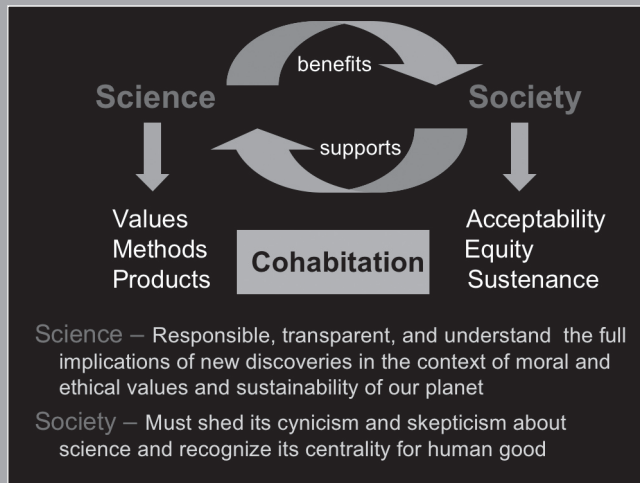 benefits
Science
Society
supports
Values
Methods
Products
Cohabitation
Acceptability
Equity
Sustenance
Science – Responsible, transparent, and understand the full
implications of new discoveries in the context of moral and
ethical values and sustainability of our planet
Society – Must shed its cynicism and skepticism about
science and recognize its centrality for human good